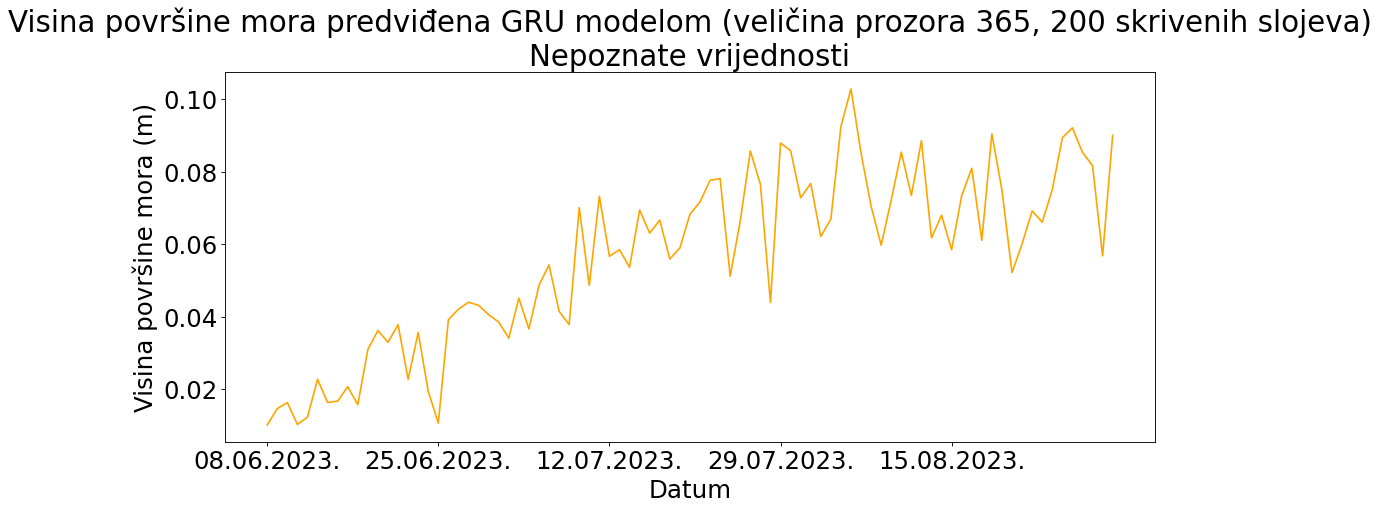 Visina površine mora predviđena GRU modelom (veličina prozora 365, 200 skrivenih slojeva)
Nepoznate vrijednosti
Visina površine mora (m)
0.10
0.08
0.06
0.04
0.02
08.06.2023. 25.06.2023. 12.07.2023. 29.07.2023. 15.08.2023.
Datum